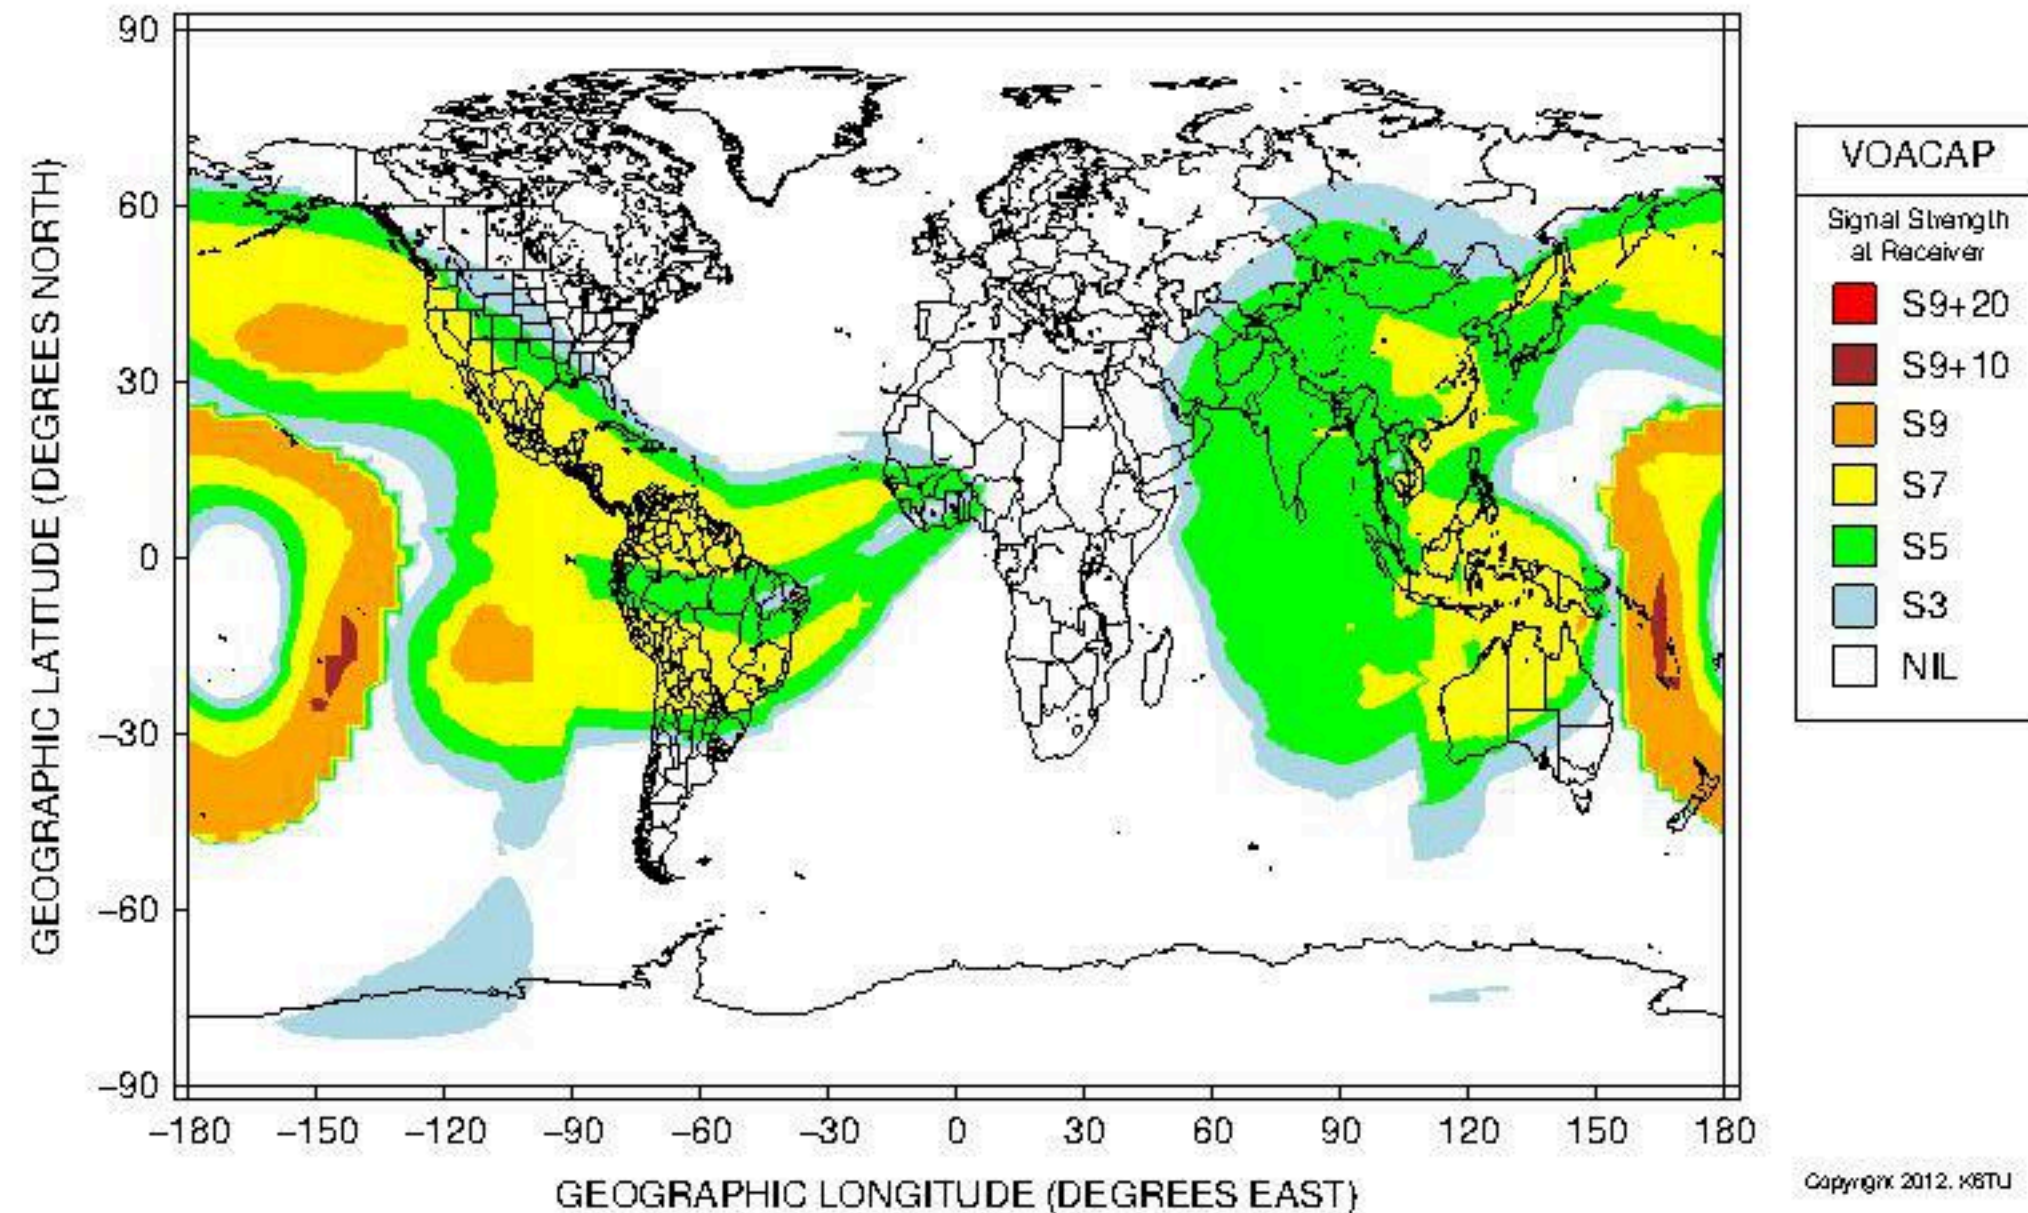 90
60
30
0
−30
−60
−90
GEOGRAPHIC LATITUDE (DEGREES NORTH)
−180 −150 −120 −90 −60 −30 0 30 60 90 120 150 180
GEOGRAPHIC LONGITUDE (DEGREES EAST)
VOACAP
Signal Strength
at Receiver
S9+20
S9+10
S9
S7
S5
S3
NIL
Copyright 2012, K6TU